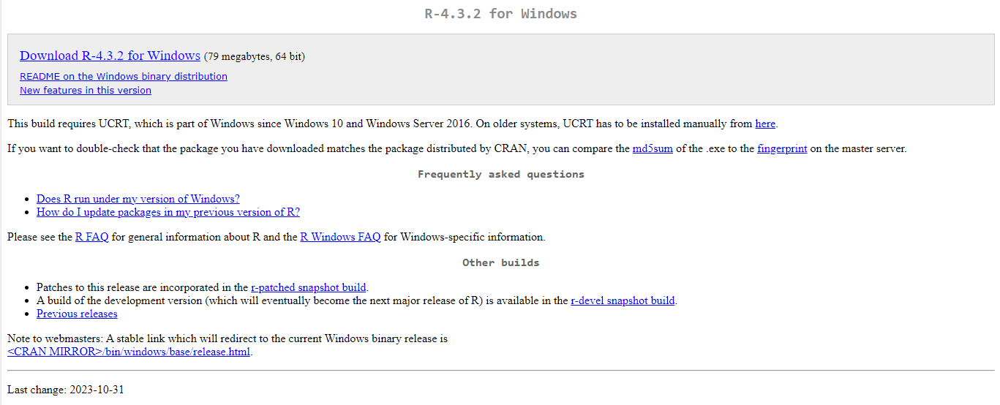 R-4.3.2 for Windows
Download R-4.3.2 for Windows (79 megabytes, 64 bit)
README on the Windows binary distribution
New features in this version
This build requires UCRT, which is part of Windows since Windows 10 and Windows Server 2016. On older systems, UCRT has to be installed manually from here.
If you want to double-check that the package you have downloaded matches the package distributed by CRAN, you can compare the md5sum of the .exe to the fingerprint on the master server.
Frequently asked questions
• Does R run under my version of Windows?
• How do I update packages in my previous version of R?
Please see the R FAQ for general information about R and the R Windows FAQ for Windows-specific information.
Other builds
• Patches to this release are incorporated in the r-patched snapshot build.
• A build of the development version (which will eventually become the next major release of R) is available in the r-devel snapshot build.
• Previous releases
Note to webmasters: A stable link which will redirect to the current Windows binary release is
<CRAN MIRROR>/bin/windows/base/release.html.
Last change: 2023-10-31